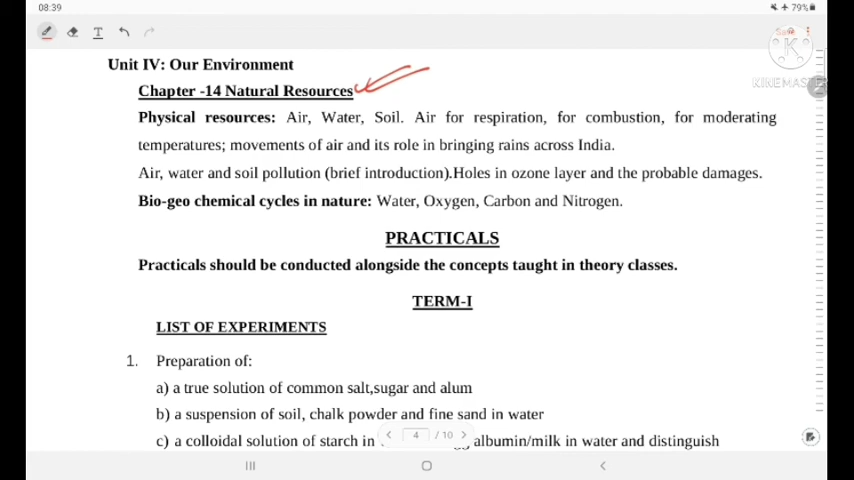 08:39
79%
Unit IV: Our Environment
Chapter -14 Natural Resources
KINEMASTER
Physical resources: Air, Water, Soil. Air for respiration, for combustion, for moderating
temperatures; movements of air and its role in bringing rains across India.
Air, water and soil pollution (brief introduction).Holes in ozone layer and the probable damages.
Bio-geo chemical cycles in nature: Water, Oxygen, Carbon and Nitrogen.
PRACTICALS
Practicals should be conducted alongside the concepts taught in theory classes.
TERM-I
LIST OF EXPERIMENTS
1. Preparation of:
a) a true solution of common salt,sugar and alum
b) a suspension of soil, chalk powder and fine sand in water
c) a colloidal solution of starch in albumin/milk in water and distinguish
4 / 10